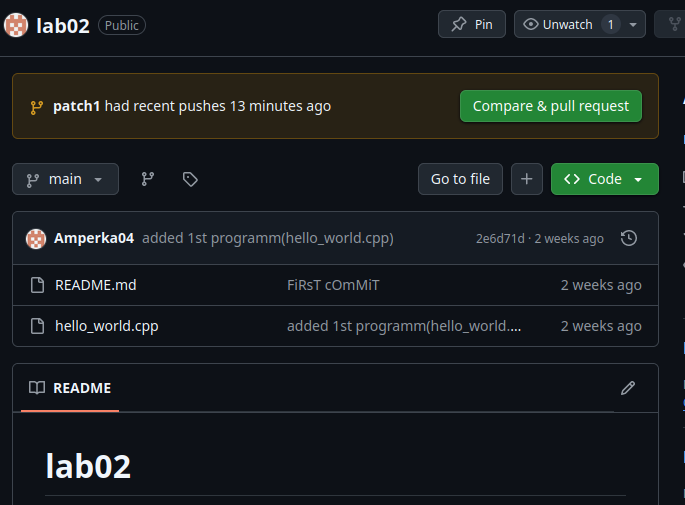 lab02 Public Pin Unwatch 1
patch1 had recent pushes 13 minutes ago Compare & pull request
main Go to file Code
Amperka04 added 1st programm(hello_world.cpp) 2e6d71d · 2 weeks ago
README.md FiRsT cOmMiT 2 weeks ago
hello_world.cpp added 1st programm(hello_world.... 2 weeks ago
README
lab02